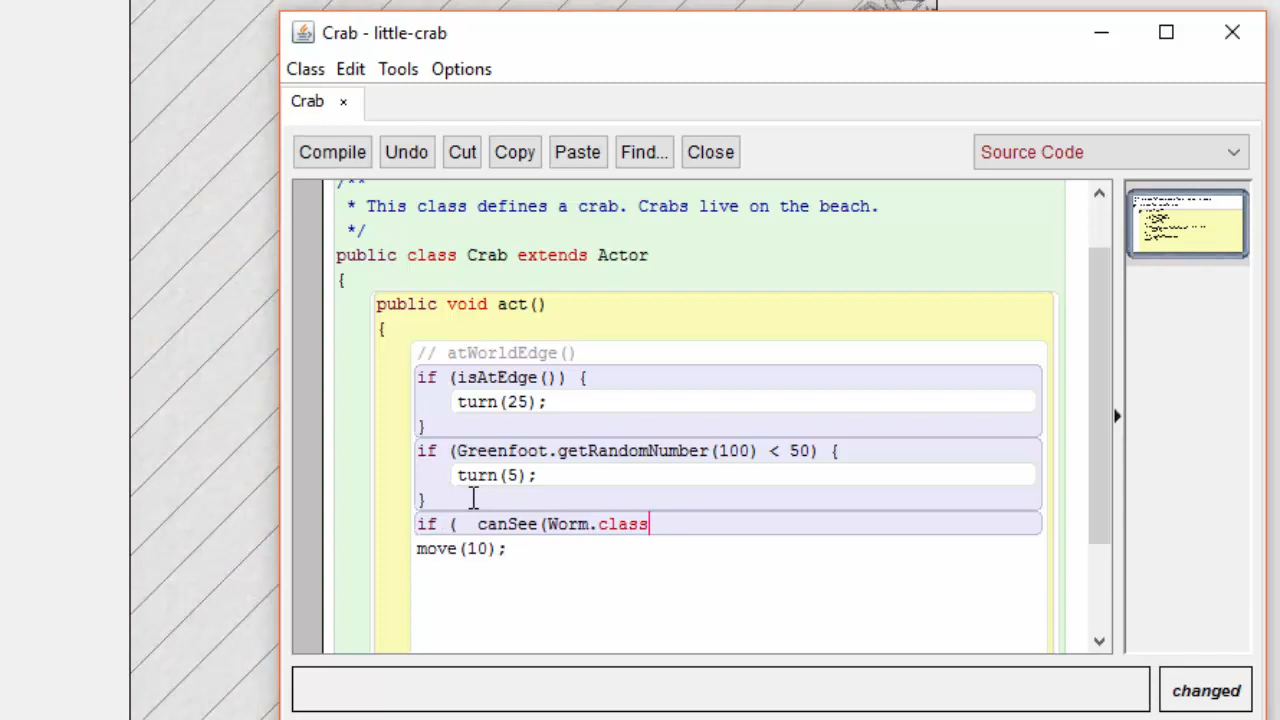 Crab - little-crab
Class Edit Tools Options
Crab ×
Compile Undo Cut Copy Paste Find... Close Source Code
/**
* This class defines a crab. Crabs live on the beach.
*/
public class Crab extends Actor
{
public void act()
{
// atWorldEdge()
if (isAtEdge()) {
turn(25);
}
if (Greenfoot.getRandomNumber(100) < 50) {
turn(5);
}
if (  canSee(Worm.class
move(10);
changed